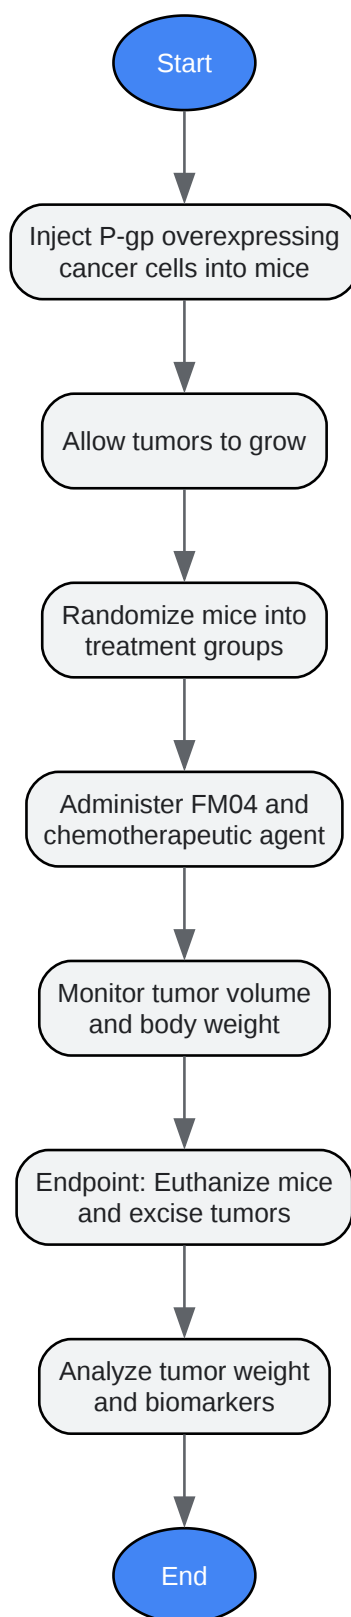 Start
Inject P-gp overexpressing
cancer cells into mice
Allow tumors to grow
Randomize mice into
treatment groups
Administer FM04 and
chemotherapeutic agent
Monitor tumor volume
and body weight
Endpoint: Euthanize mice
and excise tumors
Analyze tumor weight
and biomarkers
End